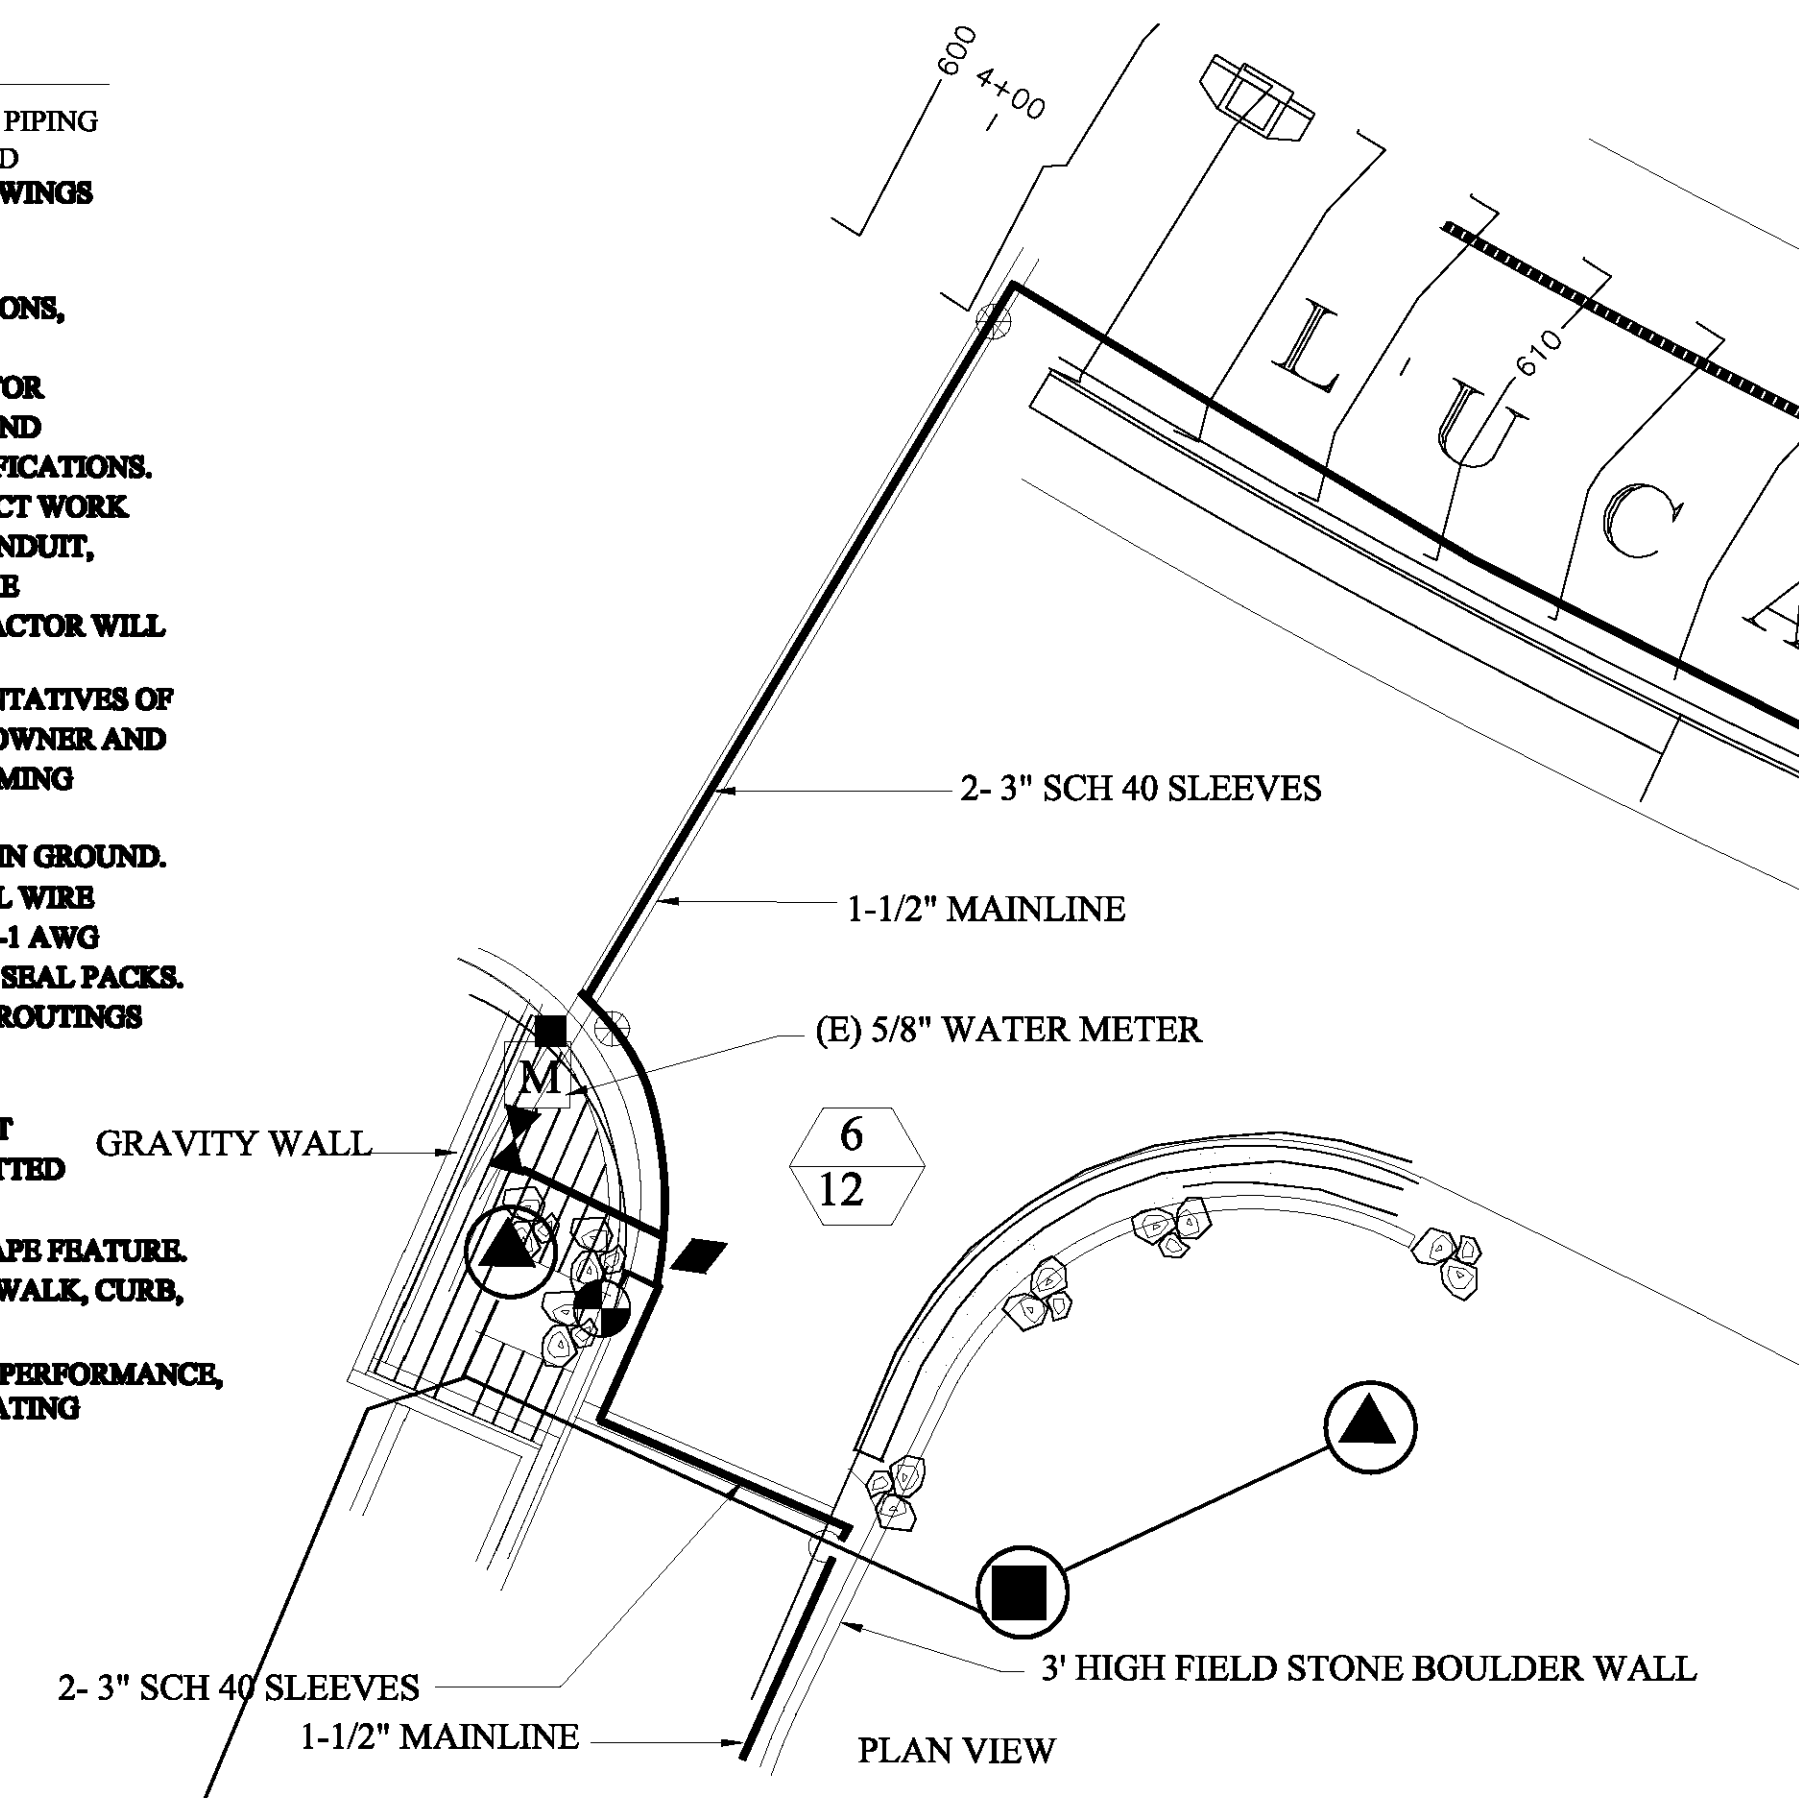 PIPING
D
WINGS
ONS,
TOR
ND
FICATIONS.
CT WORK
NDUIT,
E
ACTOR WILL
NTATIVES OF
OWNER AND
MING
IN GROUND.
L WIRE
-1 AWG
SEAL PACKS.
ROUTINGS
T
TTED
APE FEATURE.
WALK, CURB,
PERFORMANCE,
ATING
600
4+00
610
L U C A
2- 3" SCH 40 SLEEVES
1-1/2" MAINLINE
(E) 5/8" WATER METER
M
GRAVITY WALL
6
12
2- 3" SCH 40 SLEEVES
1-1/2" MAINLINE
3' HIGH FIELD STONE BOULDER WALL
PLAN VIEW